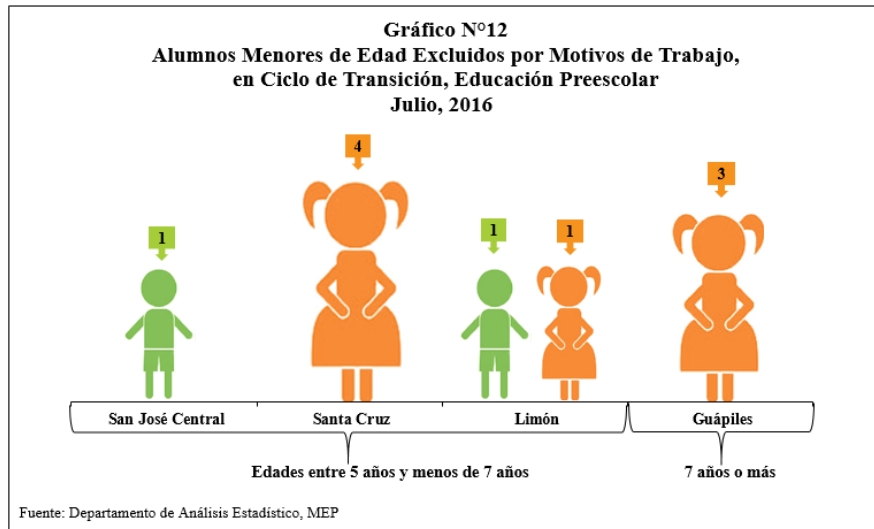 Gráfico N°12
Alumnos Menores de Edad Excluidos por Motivos de Trabajo,
en Ciclo de Transición, Educación Preescolar
Julio, 2016
4
3
1
1
1
San José Central
Santa Cruz
Limón
Guápiles
Edades entre 5 años y menos de 7 años
7 años o más
Fuente: Departamento de Análisis Estadístico, MEP